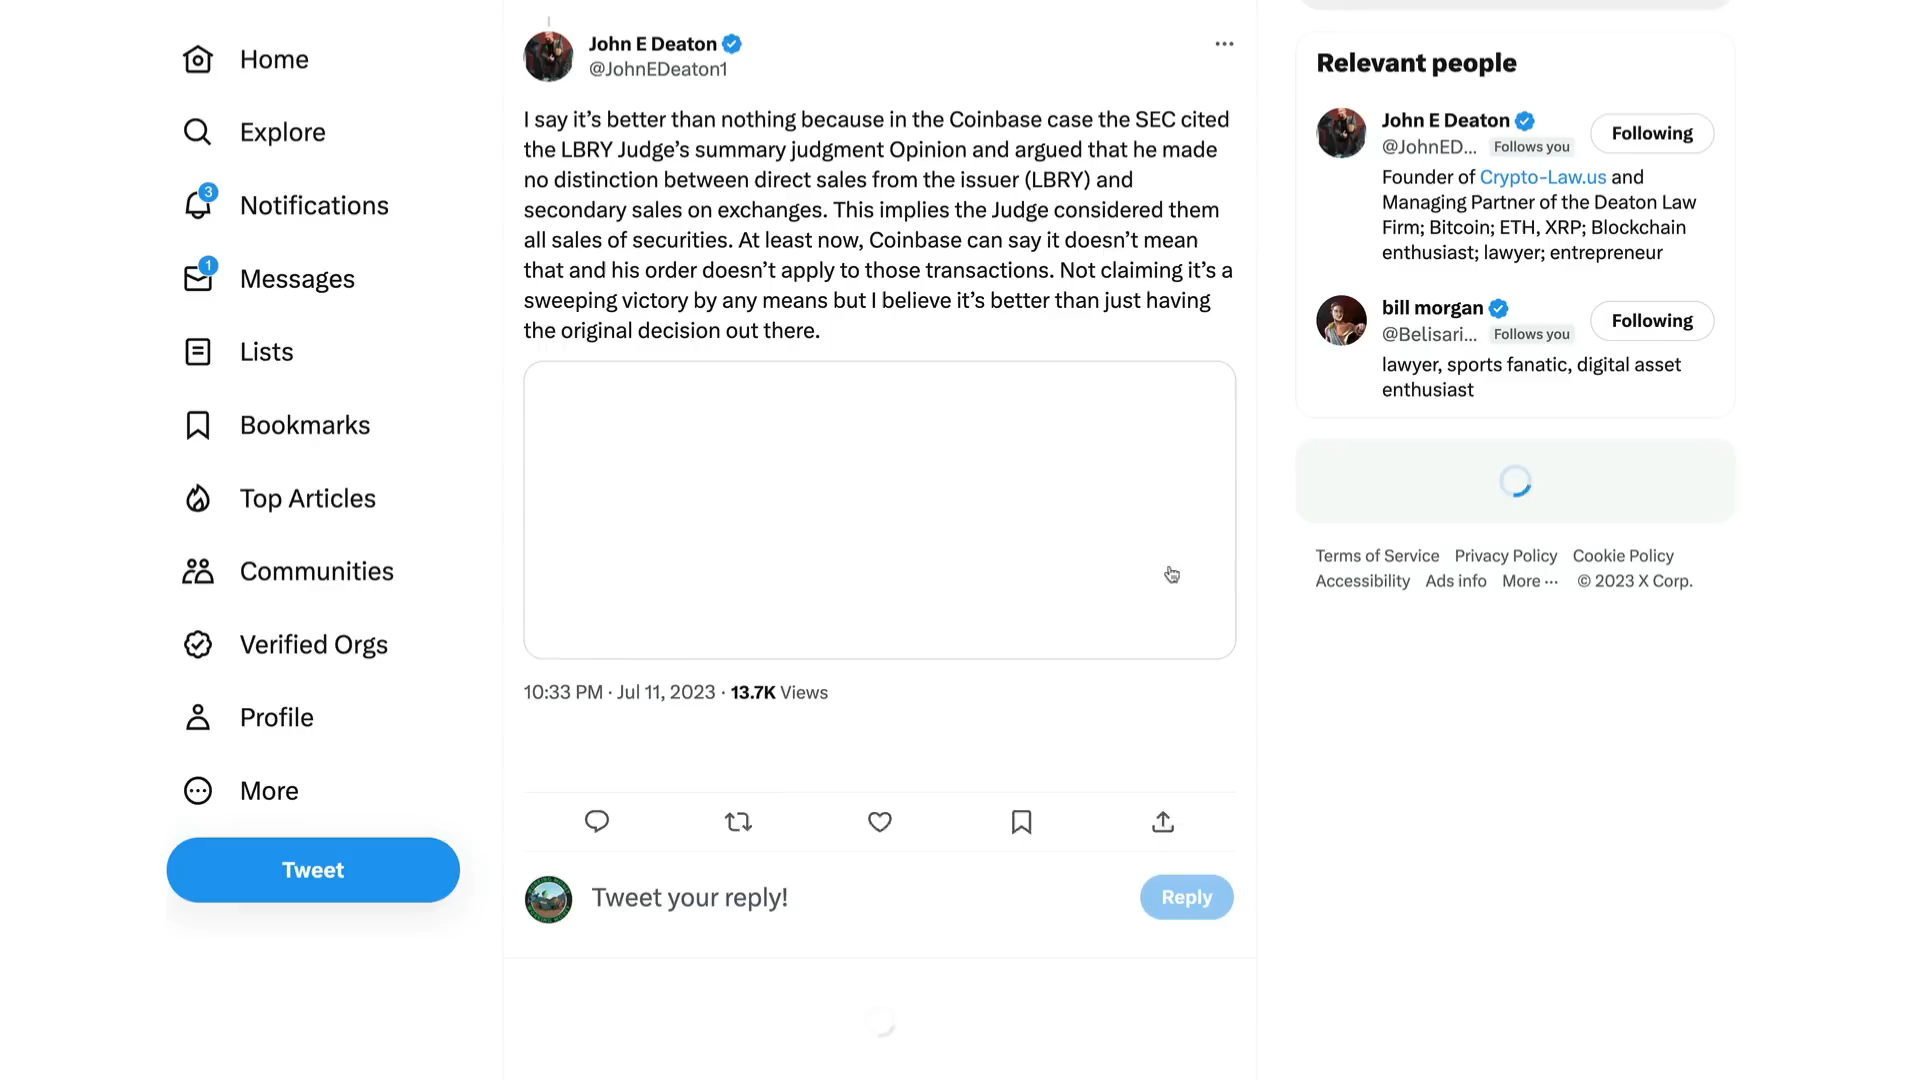 Home
Explore
3
Notifications
1
Messages
Lists
Bookmarks
Top Articles
Communities
Verified Orgs
Profile
More
Tweet
John E Deaton
@JohnEDeaton1
I say it’s better than nothing because in the Coinbase case the SEC cited
the LBRY Judge’s summary judgment Opinion and argued that he made
no distinction between direct sales from the issuer (LBRY) and
secondary sales on exchanges. This implies the Judge considered them
all sales of securities. At least now, Coinbase can say it doesn’t mean
that and his order doesn’t apply to those transactions. Not claiming it’s a
sweeping victory by any means but I believe it’s better than just having
the original decision out there.
10:33 PM · Jul 11, 2023 · 13.7K Views
Tweet your reply!
Reply
Relevant people
John E Deaton
@JohnED... Follows you
Following
Founder of Crypto-Law.us and
Managing Partner of the Deaton Law
Firm; Bitcoin; ETH, XRP; Blockchain
enthusiast; lawyer; entrepreneur
bill morgan
@Belisari... Follows you
Following
lawyer, sports fanatic, digital asset
enthusiast
Terms of Service Privacy Policy Cookie Policy
Accessibility Ads info More ··· © 2023 X Corp.